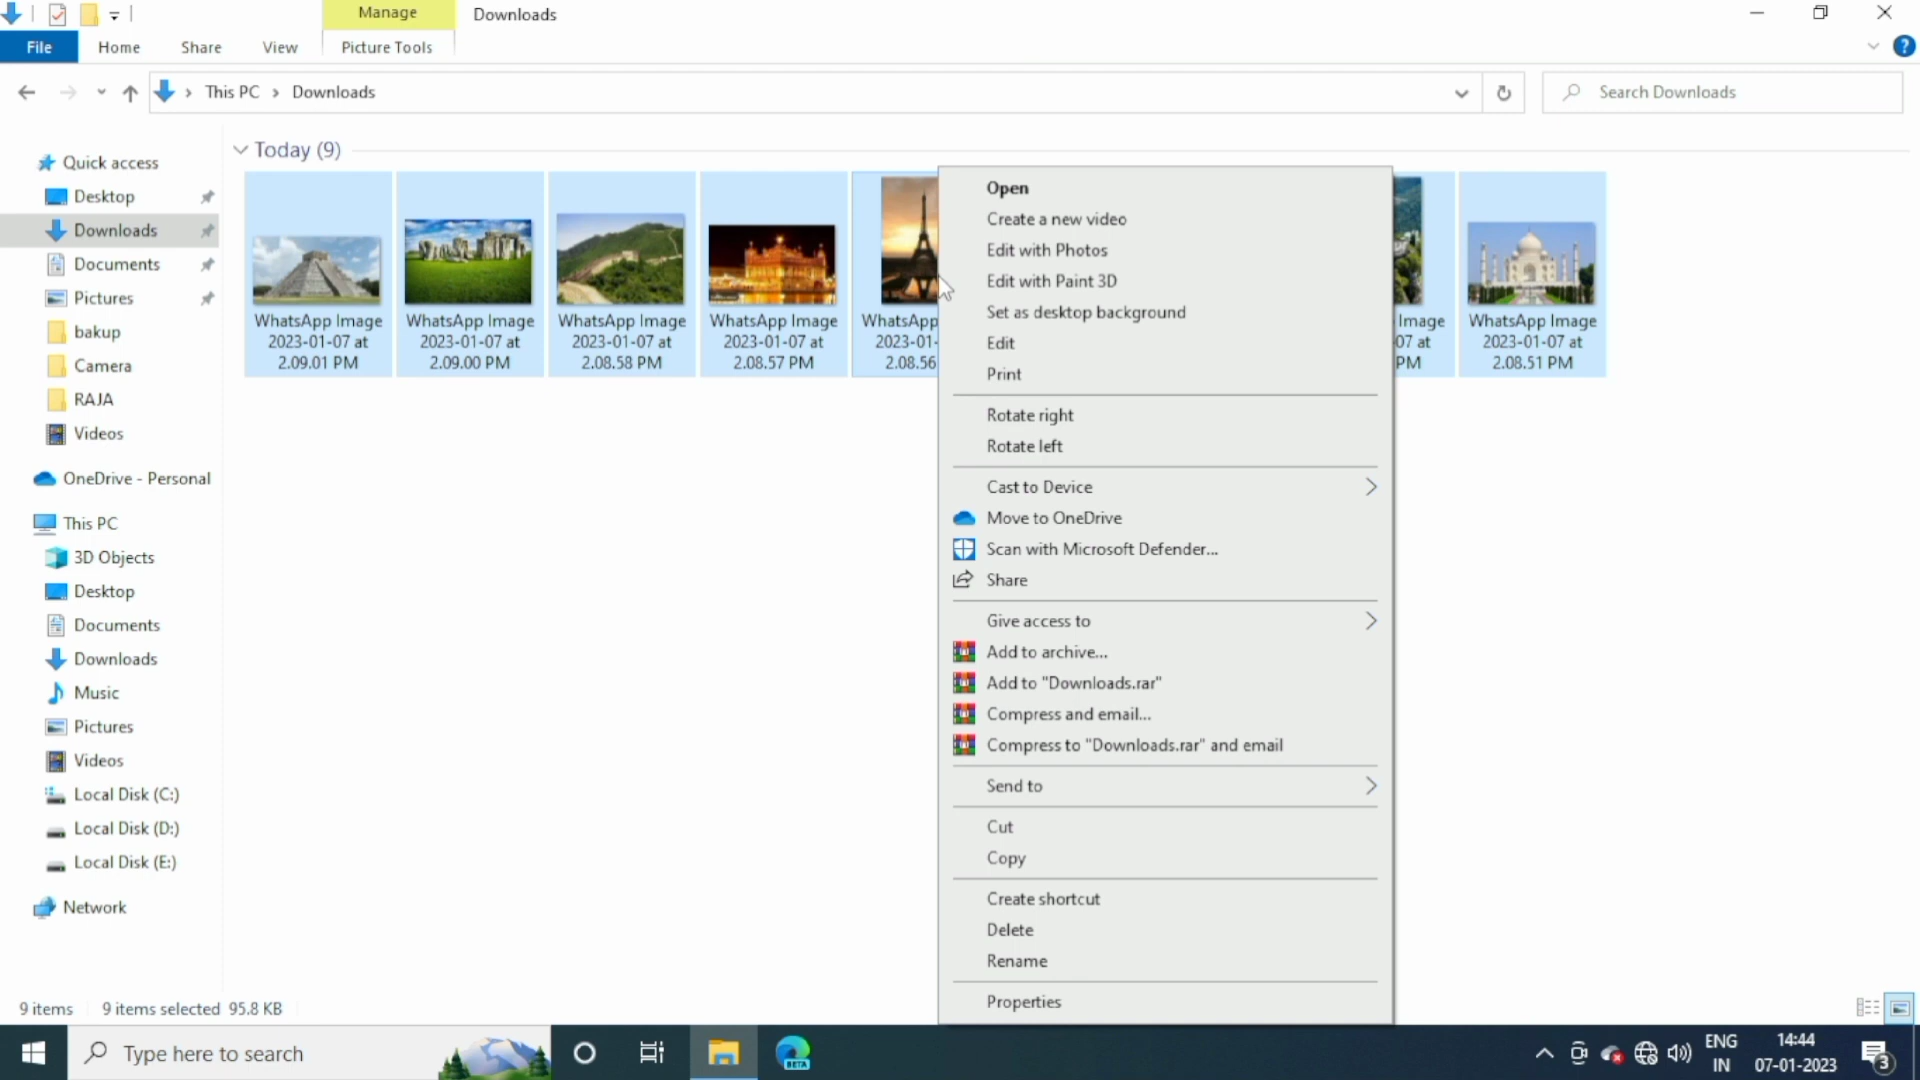 Manage
Downloads
File
Home
Share
View
Picture Tools
This PC
Downloads
Search Downloads
Quick access
Desktop
Downloads
Documents
Pictures
bakup
Camera
RAJA
Videos
OneDrive - Personal
This PC
3D Objects
Desktop
Documents
Downloads
Music
Pictures
Videos
Local Disk (C:)
Local Disk (D:)
Local Disk (E:)
Network
Today (9)
WhatsApp Image
2023-01-07 at
2.09.01 PM
WhatsApp Image
2023-01-07 at
2.09.00 PM
WhatsApp Image
2023-01-07 at
2.08.58 PM
WhatsApp Image
2023-01-07 at
2.08.57 PM
WhatsApp
2023-01-
2.08.56
Image
07 at
PM
WhatsApp Image
2023-01-07 at
2.08.51 PM
Open
Create a new video
Edit with Photos
Edit with Paint 3D
Set as desktop background
Edit
Print
Rotate right
Rotate left
Cast to Device
Move to OneDrive
Scan with Microsoft Defender...
Share
Give access to
Add to archive...
Add to "Downloads.rar"
Compress and email...
Compress to "Downloads.rar" and email
Send to
Cut
Copy
Create shortcut
Delete
Rename
Properties
9 items
9 items selected 95.8 KB
Type here to search
BETA
ENG
IN
14:44
07-01-2023
3